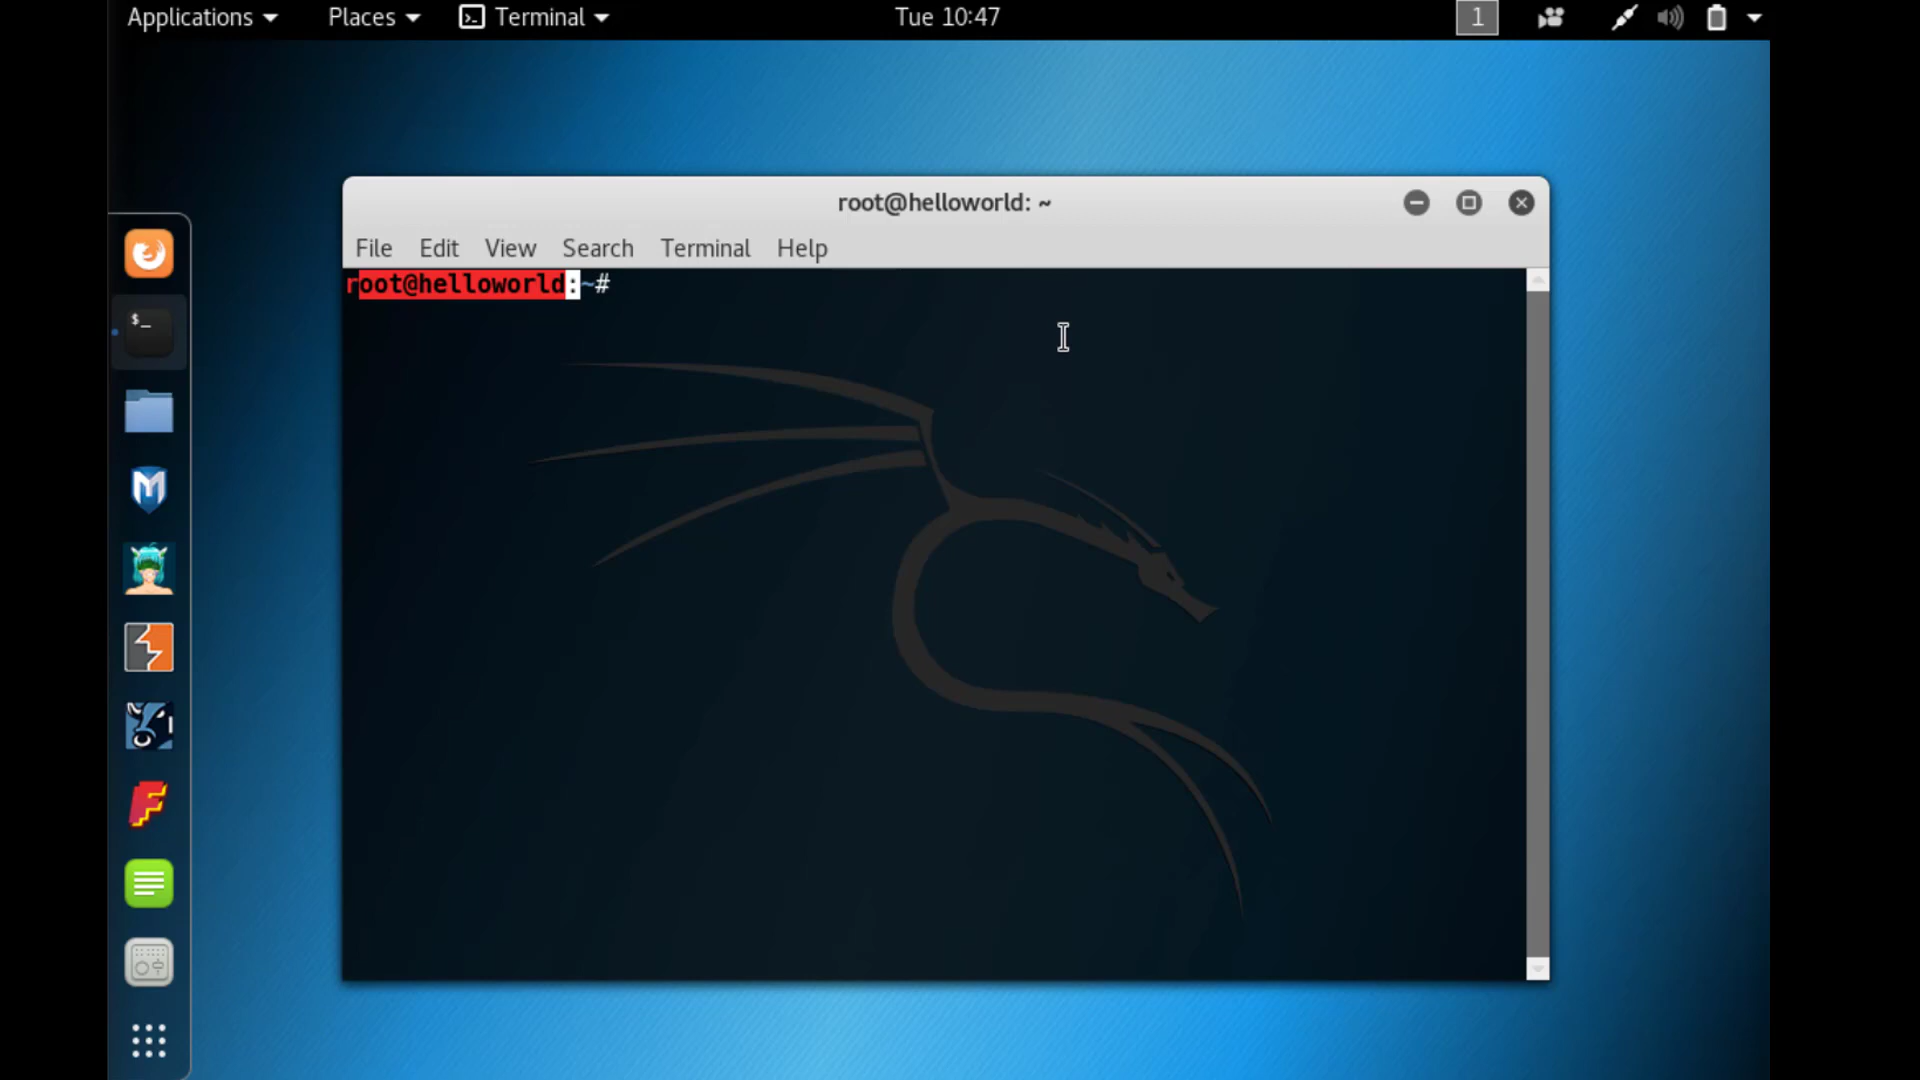 Applications Places Terminal Tue 10:47 1
root@helloworld: ~
File Edit View Search Terminal Help
root@helloworld:~#
$_